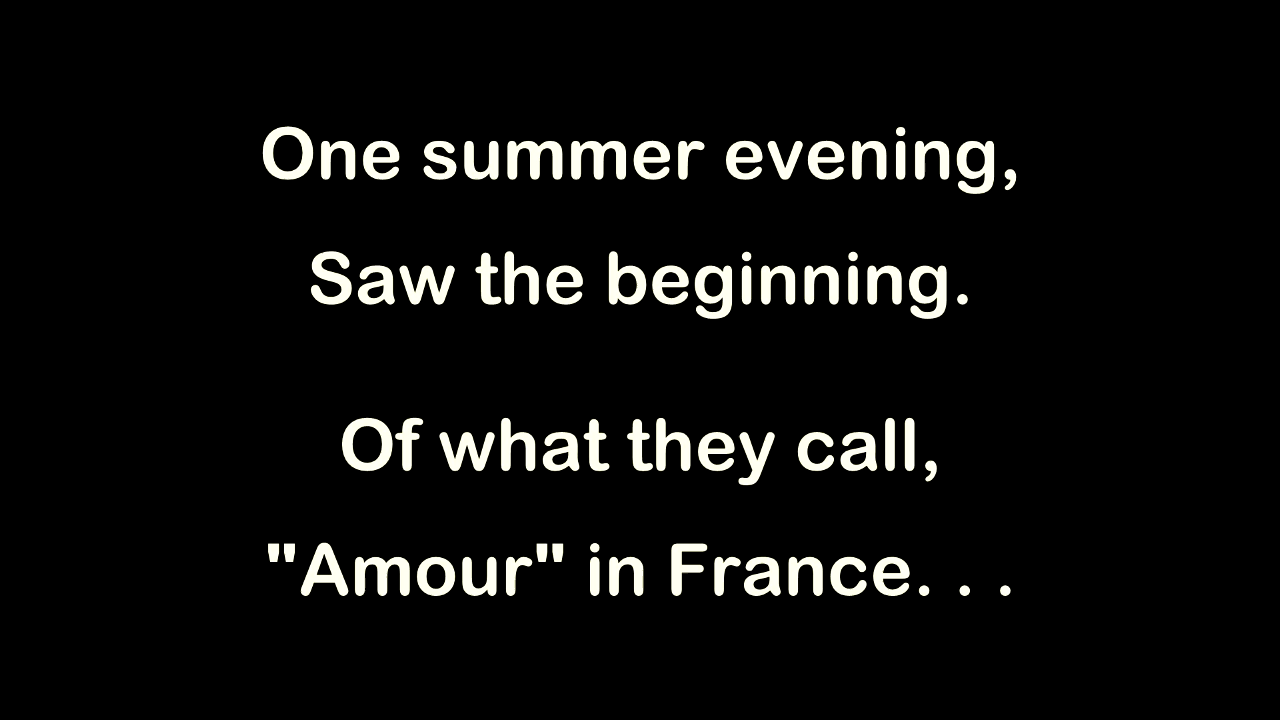 One summer evening,
Saw the beginning.
Of what they call,
"Amour" in France. . .